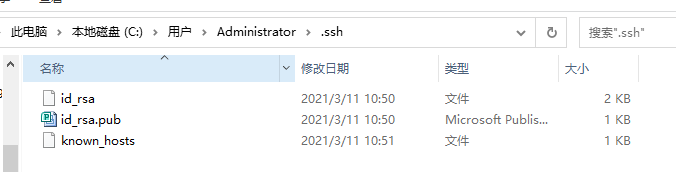 查看
此电脑 > 本地磁盘 (C:) > 用户 > Administrator > .ssh
搜索".ssh"
名称 修改日期 类型 大小
id_rsa 2021/3/11 10:50 文件 2 KB
id_rsa.pub 2021/3/11 10:50 Microsoft Publis... 1 KB
known_hosts 2021/3/11 10:51 文件 1 KB